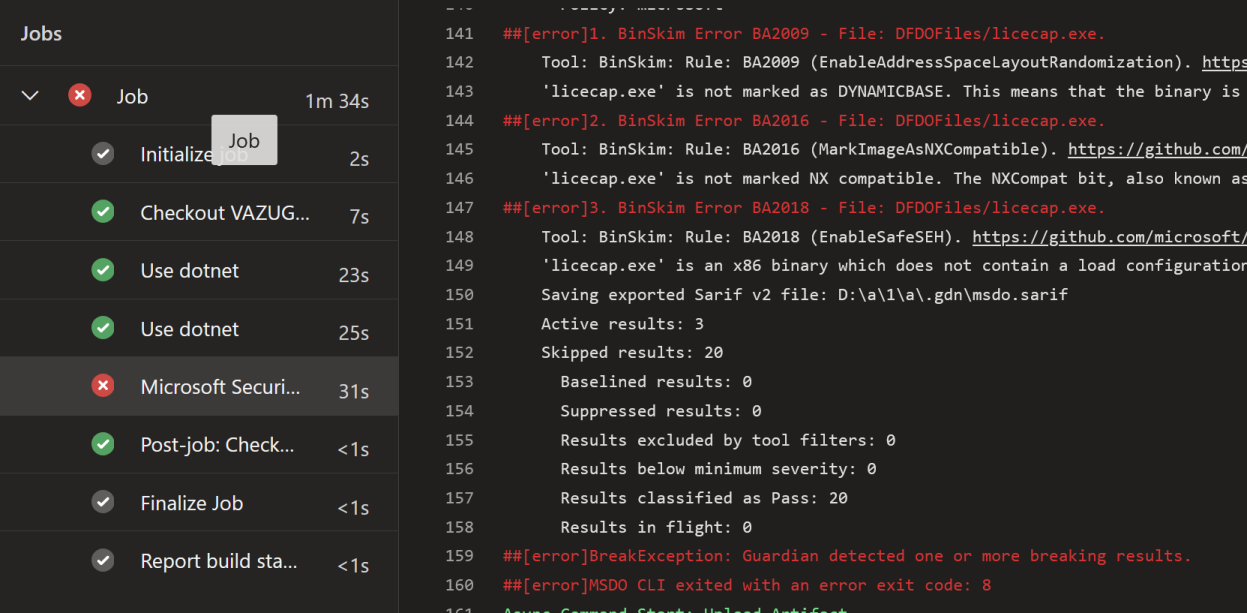 Jobs
Job 1m 34s
Job
Initialize job 2s
Checkout VAZUG... 7s
Use dotnet 23s
Use dotnet 25s
Microsoft Securi... 31s
Post-job: Check... <1s
Finalize Job <1s
Report build sta... <1s
140 Policy: microsoft
141 ##[error]1. BinSkim Error BA2009 - File: DFDOFiles/licecap.exe.
142 Tool: BinSkim: Rule: BA2009 (EnableAddressSpaceLayoutRandomization). https
143 'licecap.exe' is not marked as DYNAMICBASE. This means that the binary is
144 ##[error]2. BinSkim Error BA2016 - File: DFDOFiles/licecap.exe.
145 Tool: BinSkim: Rule: BA2016 (MarkImageAsNXCompatible). https://github.com/
146 'licecap.exe' is not marked NX compatible. The NXCompat bit, also known as
147 ##[error]3. BinSkim Error BA2018 - File: DFDOFiles/licecap.exe.
148 Tool: BinSkim: Rule: BA2018 (EnableSafeSEH). https://github.com/microsoft/
149 'licecap.exe' is an x86 binary which does not contain a load configuration
150 Saving exported Sarif v2 file: D:\a\1\a\.gdn\msdo.sarif
151 Active results: 3
152 Skipped results: 20
153 Baselined results: 0
154 Suppressed results: 0
155 Results excluded by tool filters: 0
156 Results below minimum severity: 0
157 Results classified as Pass: 20
158 Results in flight: 0
159 ##[error]BreakException: Guardian detected one or more breaking results.
160 ##[error]MSDO CLI exited with an error exit code: 8
161 Async Command Start: Upload Artifact